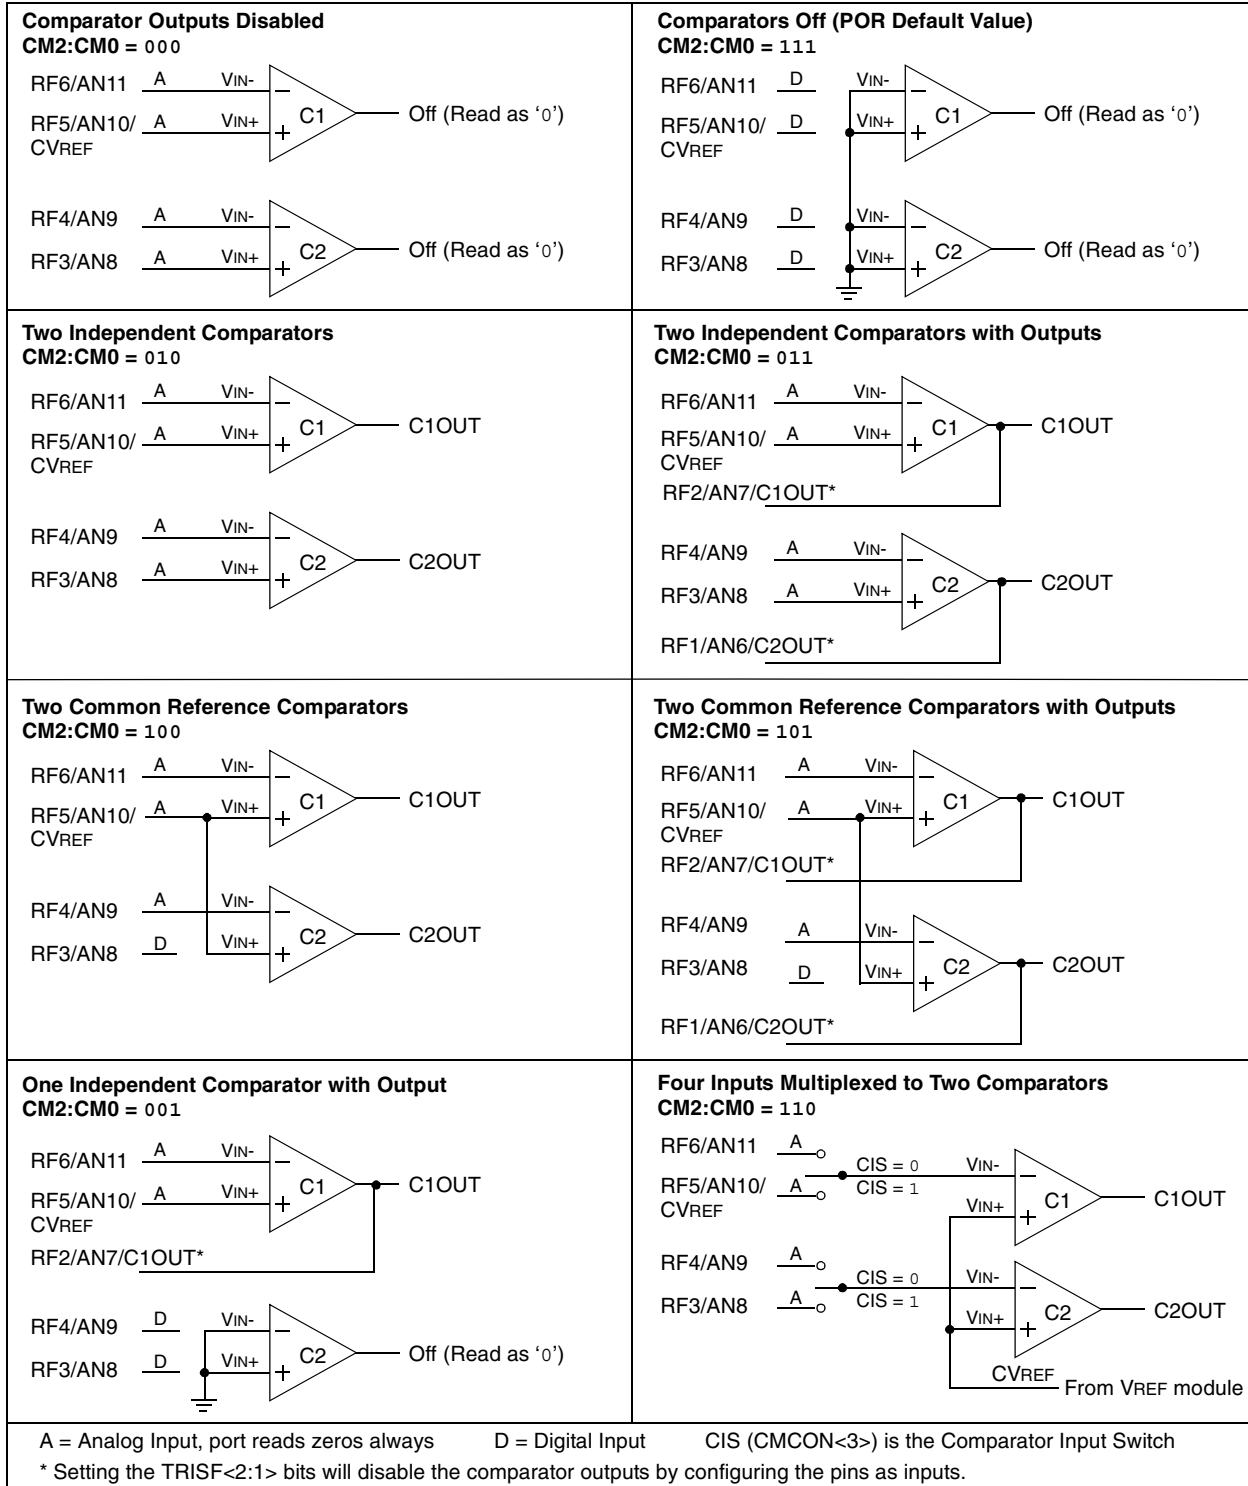 Comparator Outputs Disabled
CM2:CM0 = 000
RF6/AN11 A VIN-
RF5/AN10/ A VIN+
CVREF
C1
Off (Read as ‘0’)
RF4/AN9 A VIN-
RF3/AN8 A VIN+
C2
Off (Read as ‘0’)
Comparators Off (POR Default Value)
CM2:CM0 = 111
RF6/AN11 D VIN-
RF5/AN10/ D VIN+
CVREF
C1
Off (Read as ‘0’)
RF4/AN9 D VIN-
RF3/AN8 D VIN+
C2
Off (Read as ‘0’)
Two Independent Comparators
CM2:CM0 = 010
RF6/AN11 A VIN-
RF5/AN10/ A VIN+
CVREF
C1
C1OUT
RF4/AN9 A VIN-
RF3/AN8 A VIN+
C2
C2OUT
Two Independent Comparators with Outputs
CM2:CM0 = 011
RF6/AN11 A VIN-
RF5/AN10/ A VIN+
CVREF
C1
C1OUT
RF2/AN7/C1OUT*
RF4/AN9 A VIN-
RF3/AN8 A VIN+
C2
C2OUT
RF1/AN6/C2OUT*
Two Common Reference Comparators
CM2:CM0 = 100
RF6/AN11 A VIN-
RF5/AN10/ A VIN+
CVREF
C1
C1OUT
RF4/AN9 A VIN-
RF3/AN8 D VIN+
C2
C2OUT
Two Common Reference Comparators with Outputs
CM2:CM0 = 101
RF6/AN11 A VIN-
RF5/AN10/ A VIN+
CVREF
C1
C1OUT
RF2/AN7/C1OUT*
RF4/AN9 A VIN-
RF3/AN8 D VIN+
C2
C2OUT
RF1/AN6/C2OUT*
One Independent Comparator with Output
CM2:CM0 = 001
RF6/AN11 A VIN-
RF5/AN10/ A VIN+
CVREF
C1
C1OUT
RF2/AN7/C1OUT*
RF4/AN9 D VIN-
RF3/AN8 D VIN+
C2
Off (Read as ‘0’)
Four Inputs Multiplexed to Two Comparators
CM2:CM0 = 110
RF6/AN11 A
CIS = 0 VIN-
RF5/AN10/ A CIS = 1
CVREF
VIN+
C1
C1OUT
RF4/AN9 A
CIS = 0 VIN-
RF3/AN8 A CIS = 1
VIN+
C2
C2OUT
CVREF
From VREF module
A = Analog Input, port reads zeros always D = Digital Input CIS (CMCON<3>) is the Comparator Input Switch
* Setting the TRISF<2:1> bits will disable the comparator outputs by configuring the pins as inputs.